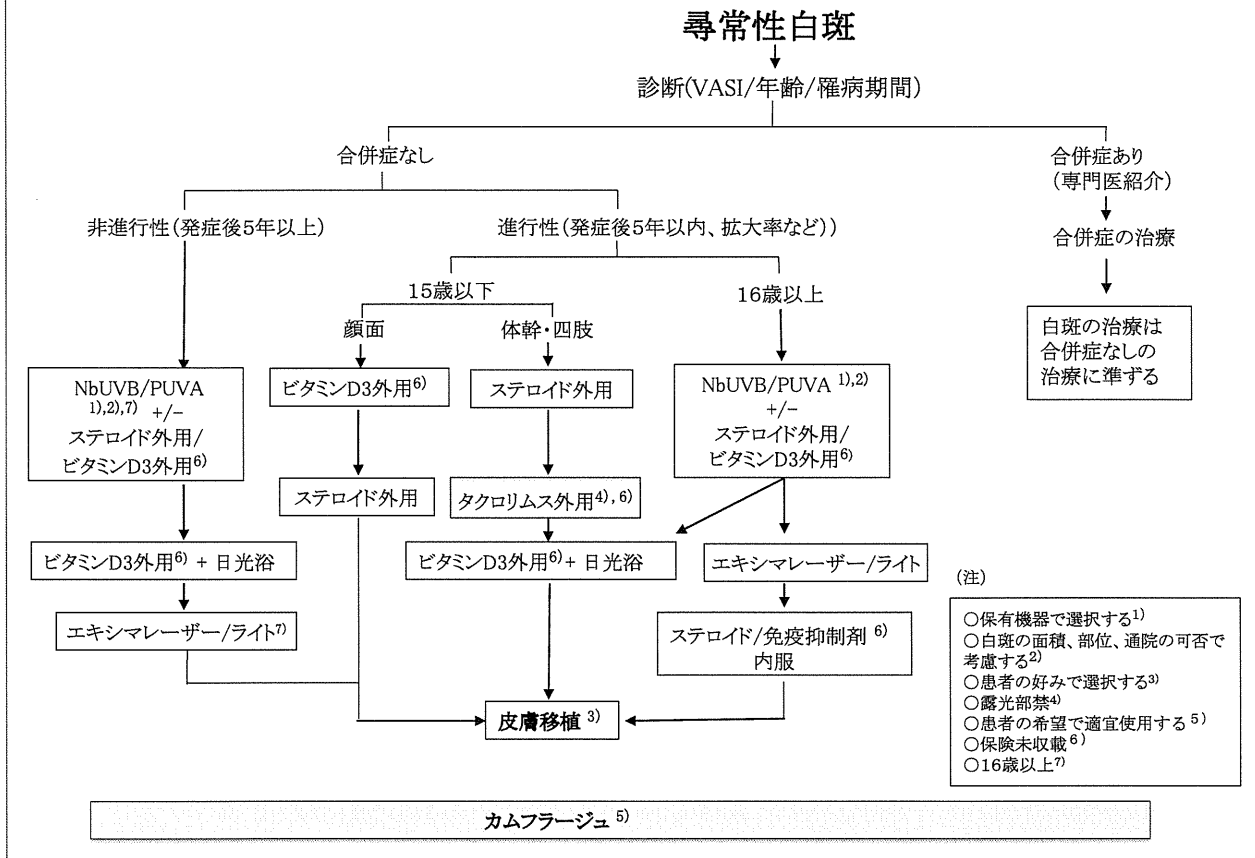 尋常性白斑
診断(VASI/年齢/罹病期間)
合併症なし
合併症あり
(専門医紹介)
非進行性(発症後5年以上)
進行性(発症後5年以内、拡大率など))
合併症の治療
15歳以下
16歳以上
顔面
体幹・四肢
白斑の治療は
合併症なしの
治療に準ずる
NbUVB/PUVA
1),2),7) +/-
ステロイド外用/
ビタミンD3外用6)
ビタミンD3外用6)
ステロイド外用
NbUVB/PUVA 1),2)
+/-
ステロイド外用/
ビタミンD3外用6)
ステロイド外用
タクロリムス外用4),6)
ビタミンD3外用6) + 日光浴
ビタミンD3外用6)+ 日光浴
エキシマレーザー/ライト
エキシマレーザー/ライト7)
ステロイド/免疫抑制剤 6)
内服
皮膚移植 3)
(注)
○保有機器で選択する1)
○白斑の面積、部位、通院の可否で
考慮する2)
○患者の好みで選択する3)
○露光部禁4)
○患者の希望で適宜使用する 5)
○保険未収載 6)
○16歳以上7)
カムフラージュ 5)